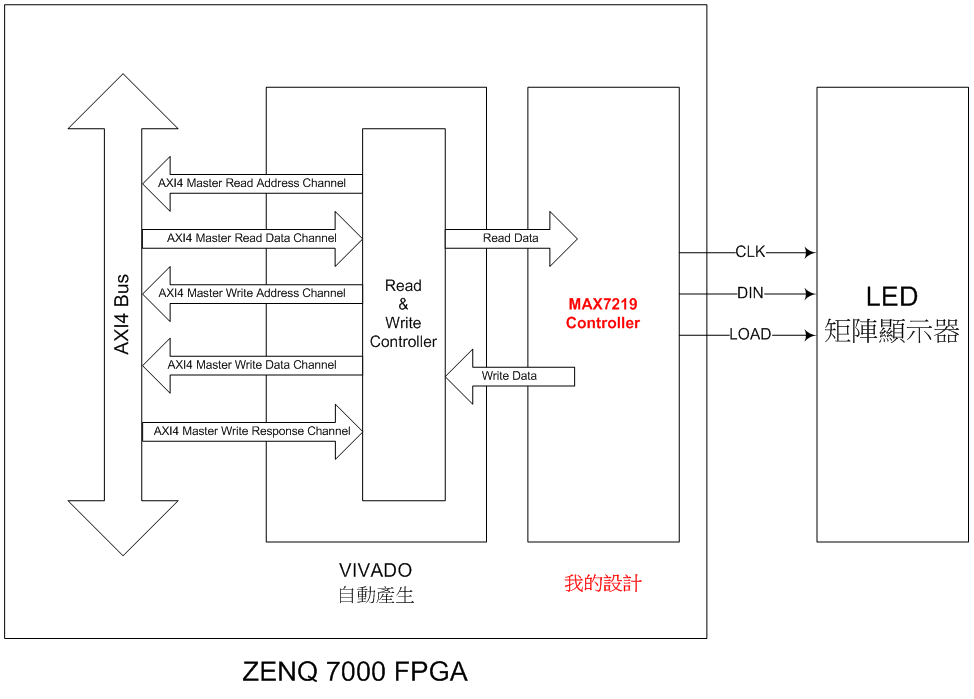 AXI4 Bus
AXI4 Master Read Address Channel
AXI4 Master Read Data Channel
AXI4 Master Write Address Channel
AXI4 Master Write Data Channel
AXI4 Master Write Response Channel
Read
&
Write
Controller
Read Data
Write Data
VIVADO
自動產生
MAX7219
Controller
我的設計
CLK
DIN
LOAD
LED
矩陣顯示器
ZENQ 7000 FPGA